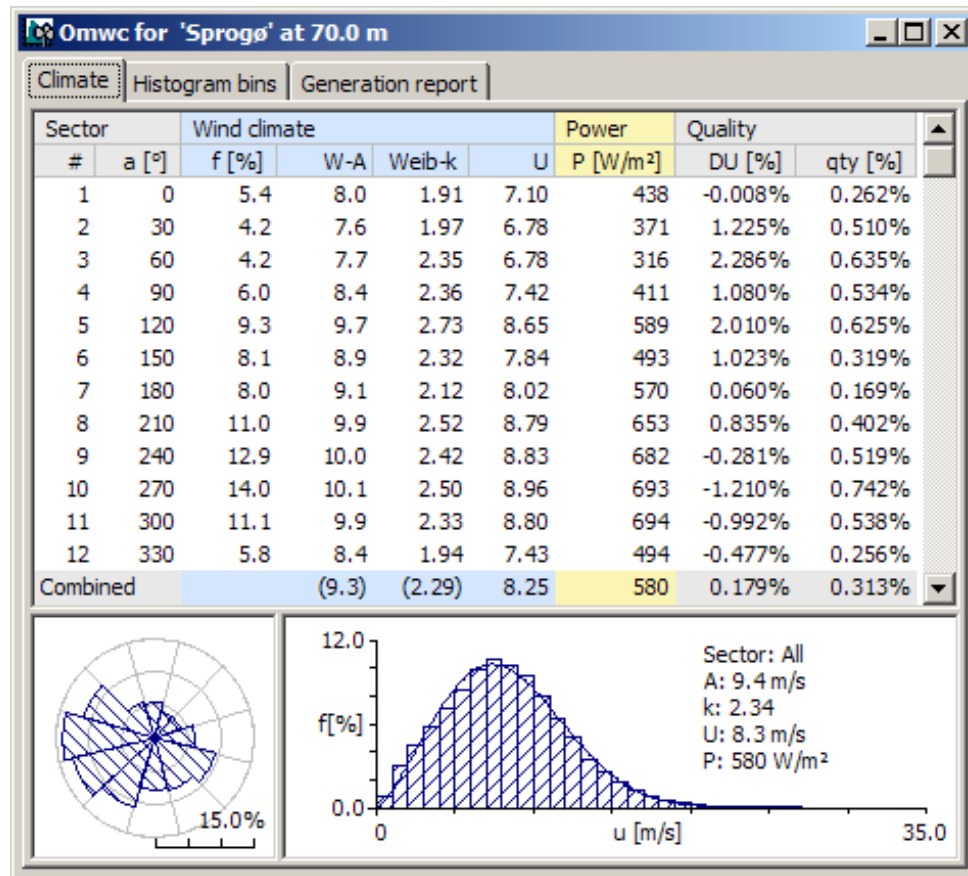 Omwc for 'Sprogø' at 70.0 m
Climate Histogram bins Generation report
Sector Wind climate Power Quality
# a [°] f [%] W-A Weib-k U P [W/m²] DU [%] qty [%]
1 0 5.4 8.0 1.91 7.10 438 -0.008% 0.262%
2 30 4.2 7.6 1.97 6.78 371 1.225% 0.510%
3 60 4.2 7.7 2.35 6.78 316 2.286% 0.635%
4 90 6.0 8.4 2.36 7.42 411 1.080% 0.534%
5 120 9.3 9.7 2.73 8.65 589 2.010% 0.625%
6 150 8.1 8.9 2.32 7.84 493 1.023% 0.319%
7 180 8.0 9.1 2.12 8.02 570 0.060% 0.169%
8 210 11.0 9.9 2.52 8.79 653 0.835% 0.402%
9 240 12.9 10.0 2.42 8.83 682 -0.281% 0.519%
10 270 14.0 10.1 2.50 8.96 693 -1.210% 0.742%
11 300 11.1 9.9 2.33 8.80 694 -0.992% 0.538%
12 330 5.8 8.4 1.94 7.43 494 -0.477% 0.256%
Combined (9.3) (2.29) 8.25 580 0.179% 0.313%
15.0%
12.0
f[%]
0.0
0 u [m/s] 35.0
Sector: All
A: 9.4 m/s
k: 2.34
U: 8.3 m/s
P: 580 W/m²